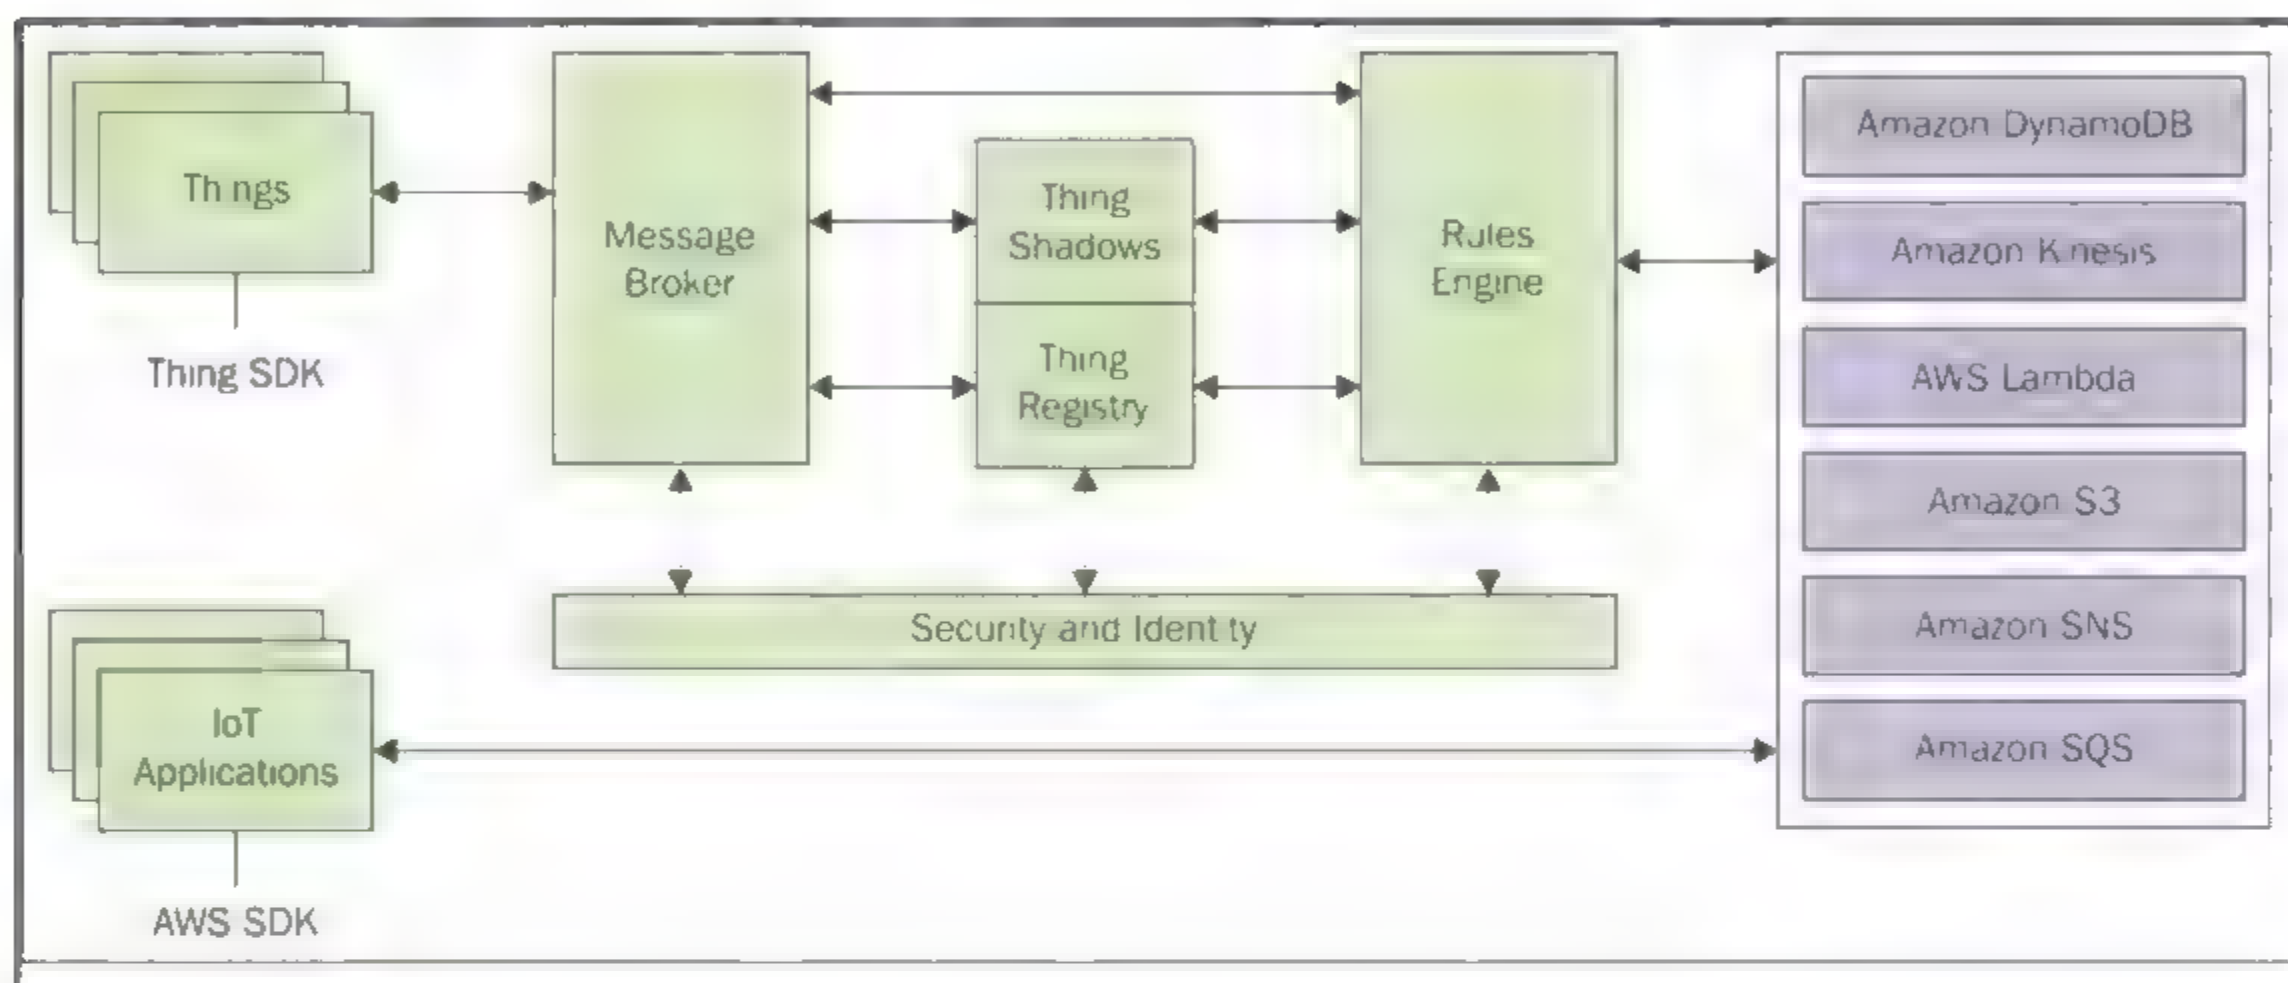 Things
Thing SDK
Message
Broker
Thing
Shadows
Thing
Registry
Rules
Engine
Amazon DynamoDB
Amazon Kinesis
AWS Lambda
Amazon S3
Amazon SNS
Amazon SQS
Security and Identity
IoT
Applications
AWS SDK